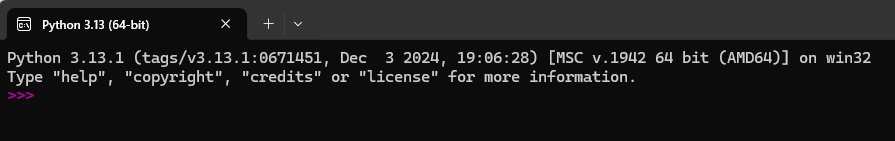 Python 3.13 (64-bit)
Python 3.13.1 (tags/v3.13.1:0671451, Dec  3 2024, 19:06:28) [MSC v.1942 64 bit (AMD64)] on win32
Type "help", "copyright", "credits" or "license" for more information.
>>>